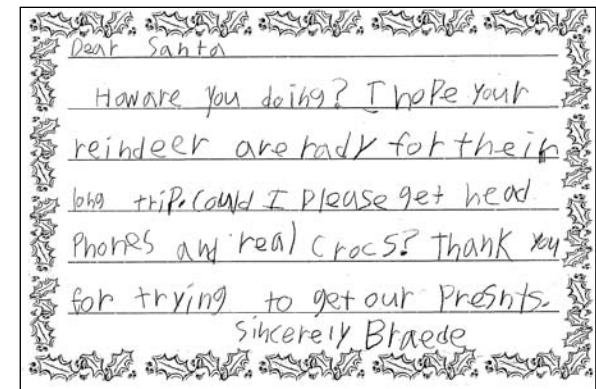 Dear Santa
How are you doing? I hope your
reindeer are rady for their
long trip. Could I please get head
Phones and real Crocs? Thank you
for trying to get our Presnts.
Sincerely Braede